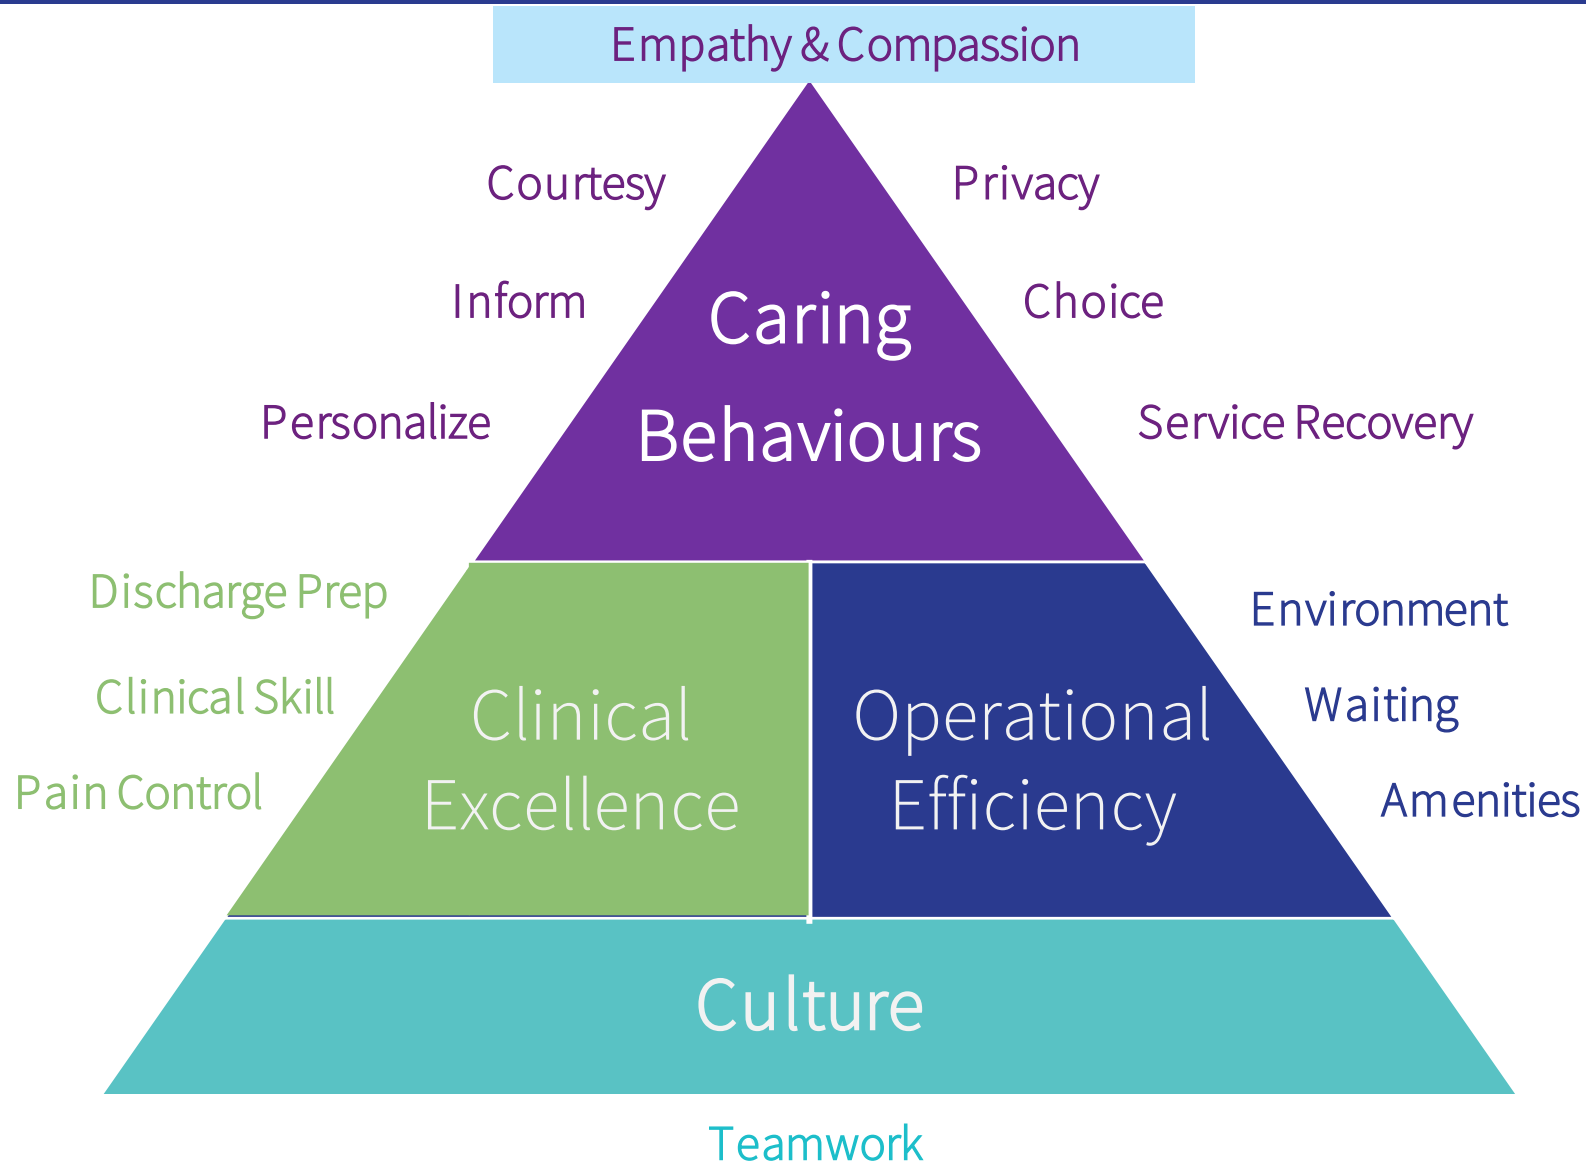 Empathy & Compassion
Courtesy
Privacy
Inform
Choice
Caring
Behaviours
Personalize
Service Recovery
Discharge Prep
Environment
Clinical Skill
Waiting
Clinical
Excellence
Operational
Efficiency
Pain Control
Amenities
Culture
Teamwork